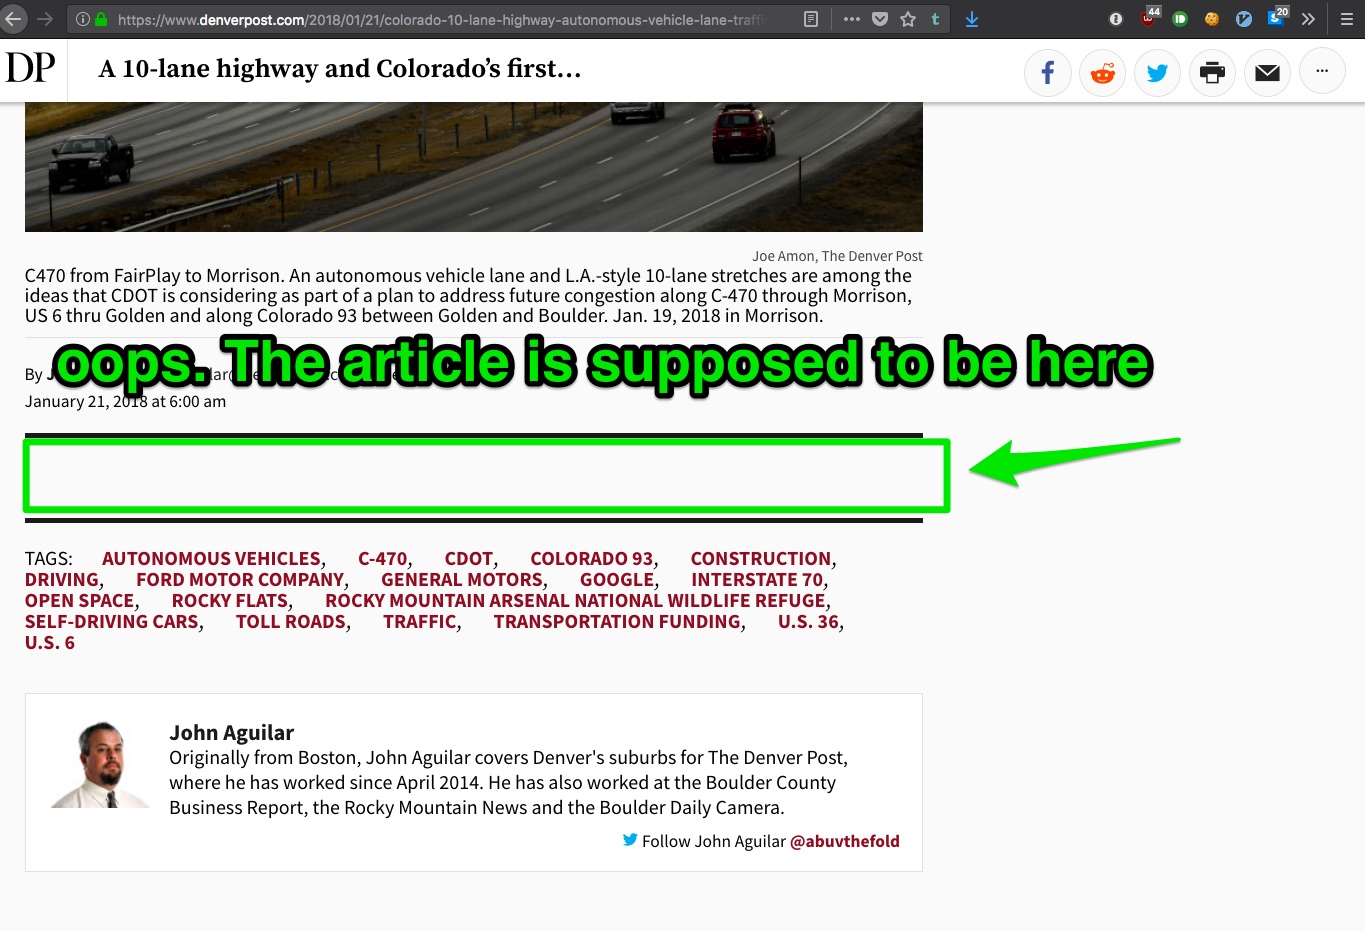 https://www.denverpost.com/2018/01/21/colorado-10-lane-highway-autonomous-vehicle-lane-traffi
44
20
DP
A 10-lane highway and Colorado's first...
Joe Amon, The Denver Post
C470 from FairPlay to Morrison. An autonomous vehicle lane and L.A.-style 10-lane stretches are among the
ideas that CDOT is considering as part of a plan to address future congestion along C-470 through Morrison,
US 6 thru Golden and along Colorado 93 between Golden and Boulder. Jan. 19, 2018 in Morrison.
oops. The article is supposed to be here
By
January 21, 2018 at 6:00 am
TAGS: AUTONOMOUS VEHICLES, C-470, CDOT, COLORADO 93, CONSTRUCTION,
DRIVING, FORD MOTOR COMPANY, GENERAL MOTORS, GOOGLE, INTERSTATE 70,
OPEN SPACE, ROCKY FLATS, ROCKY MOUNTAIN ARSENAL NATIONAL WILDLIFE REFUGE,
SELF-DRIVING CARS, TOLL ROADS, TRAFFIC, TRANSPORTATION FUNDING, U.S. 36,
U.S. 6
John Aguilar
Originally from Boston, John Aguilar covers Denver's suburbs for The Denver Post,
where he has worked since April 2014. He has also worked at the Boulder County
Business Report, the Rocky Mountain News and the Boulder Daily Camera.
Follow John Aguilar @abuvthefold